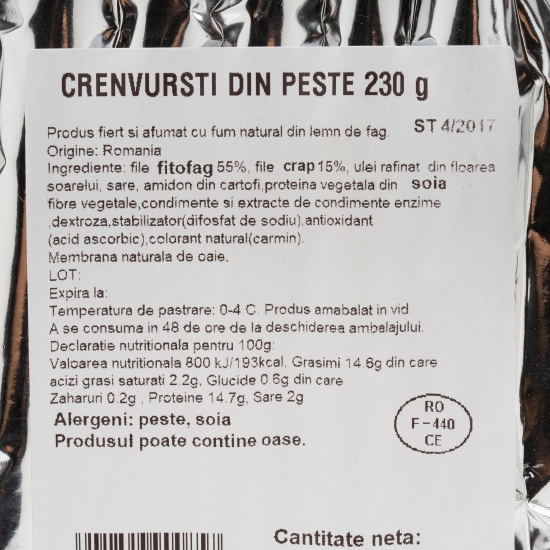 CRENVURSTI DIN PESTE 230 g
Produs fiert si afumat cu fum natural din lemn de fag. ST 4/2017
Origine: Romania
Ingrediente: file fitofag 55%, file crap 15%, ulei rafinat din floarea
soarelui, sare, amidon din cartofi,proteina vegetala din soia
fibre vegetale,condimente si extracte de condimente enzime
,dextroza,stabilizator(difosfat de sodiu),antioxidant
(acid ascorbic),colorant natural(carmin).
Membrana naturala de oaie.
LOT:
Expira la:
Temperatura de pastrare: 0-4 C. Produs amabalat in vid.
A se consuma in 48 de ore de la deschiderea ambalajului.
Declaratie nutritionala pentru 100g:
Valoarea nutritionala 800 kJ/193kcal, Grasimi 14.6g din care
acizi grasi saturati 2.2g, Glucide 0.6g din care
Zaharuri 0.2g , Proteine 14.7g, Sare 2g
Alergeni: peste, soia
Produsul poate contine oase.
RO
F-440
CE
Cantitate neta: